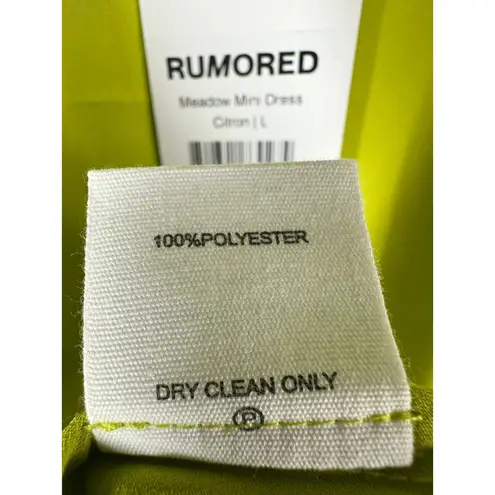 RUMORED
Meadow Mini Dress
Citron | L
100%POLYESTER
DRY CLEAN ONLY
P